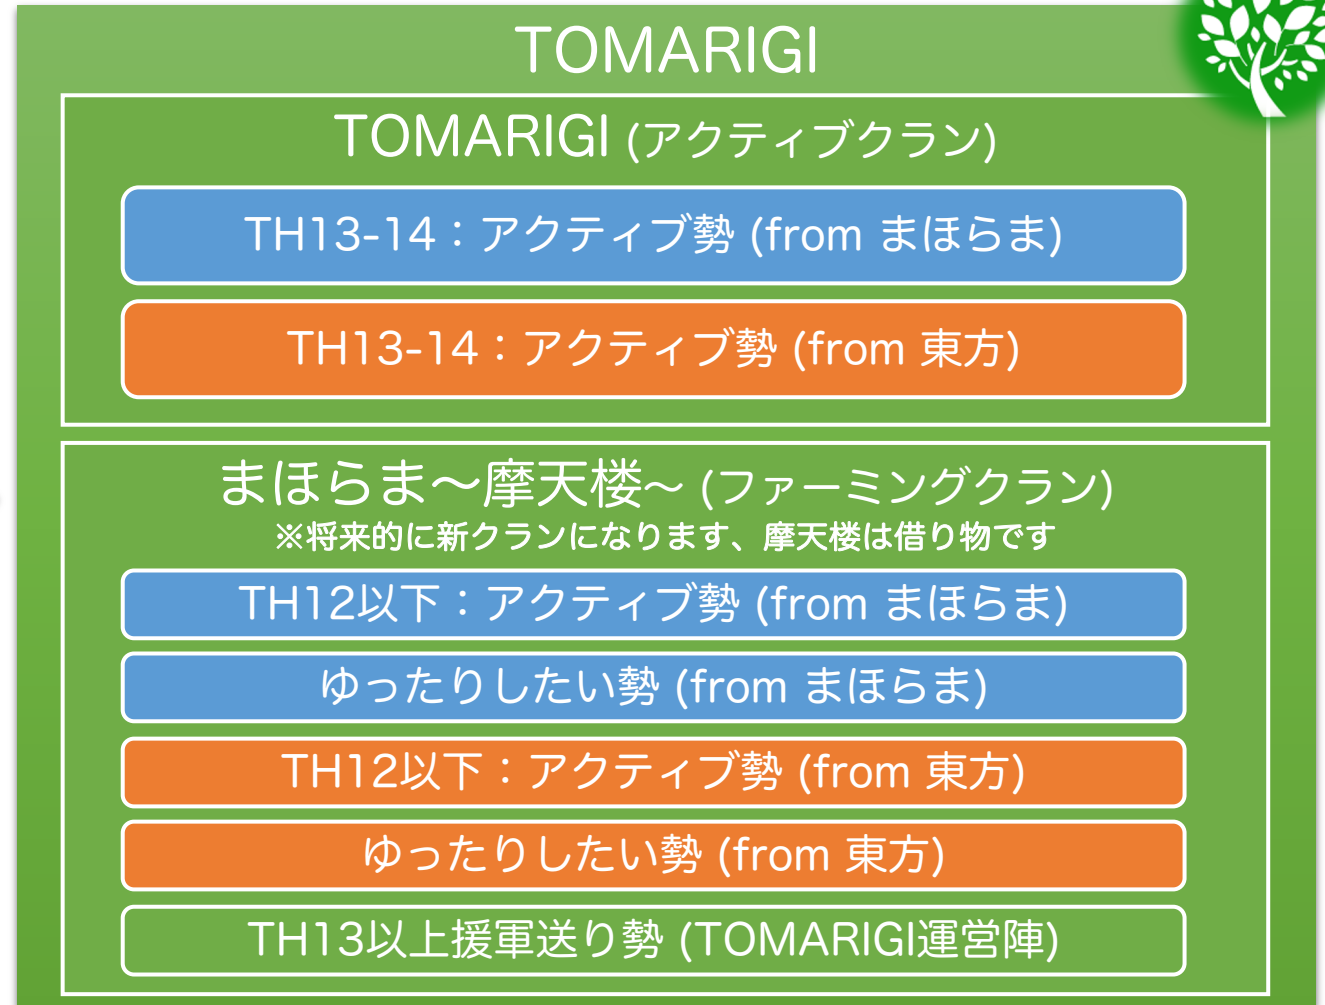 TOMARIGI
TOMARIGI (アクティブクラン)
TH13-14：アクティブ勢 (from まほらま)
TH13-14：アクティブ勢 (from 東方)
まほらま～摩天楼～ (ファーミングクラン)
※将来的に新クランになります、摩天楼は借り物です
TH12以下：アクティブ勢 (from まほらま)
ゆったりしたい勢 (from まほらま)
TH12以下：アクティブ勢 (from 東方)
ゆったりしたい勢 (from 東方)
TH13以上援軍送り勢 (TOMARIGI運営陣)